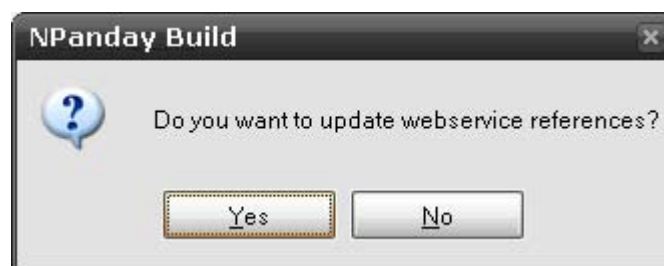 NPanday Build
Do you want to update webservice references?
Yes
No